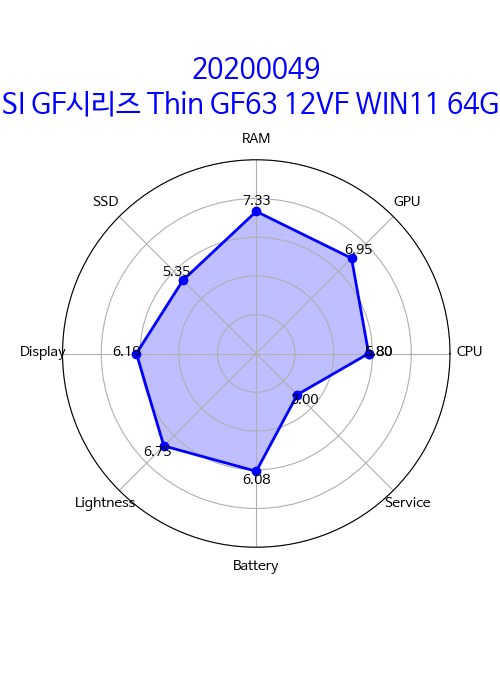 20200049
SI GF시리즈 Thin GF63 12VF WIN11 64G
RAM
SSD
GPU
7.33
6.95
5.35
Display
6.19
5.80
CPU
3.00
6.73
6.08
Lightness
Service
Battery